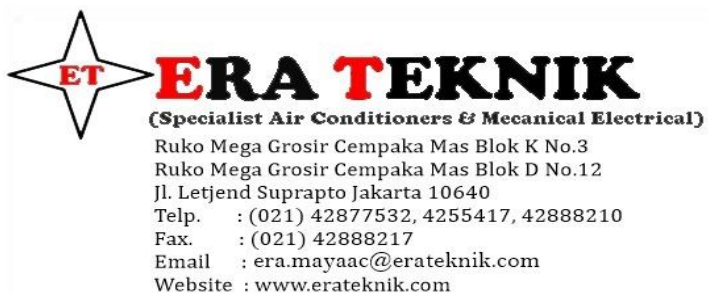 ET
ERA TEKNIK
(Specialist Air Conditioners & Mecanical Electrical)
Ruko Mega Grosir Cempaka Mas Blok K No.3
Ruko Mega Grosir Cempaka Mas Blok D No.12
Jl. Letjend Suprapto Jakarta 10640
Telp. : (021) 42877532, 4255417, 42888210
Fax. : (021) 42888217
Email : era.mayaac@erateknik.com
Website : www.erateknik.com